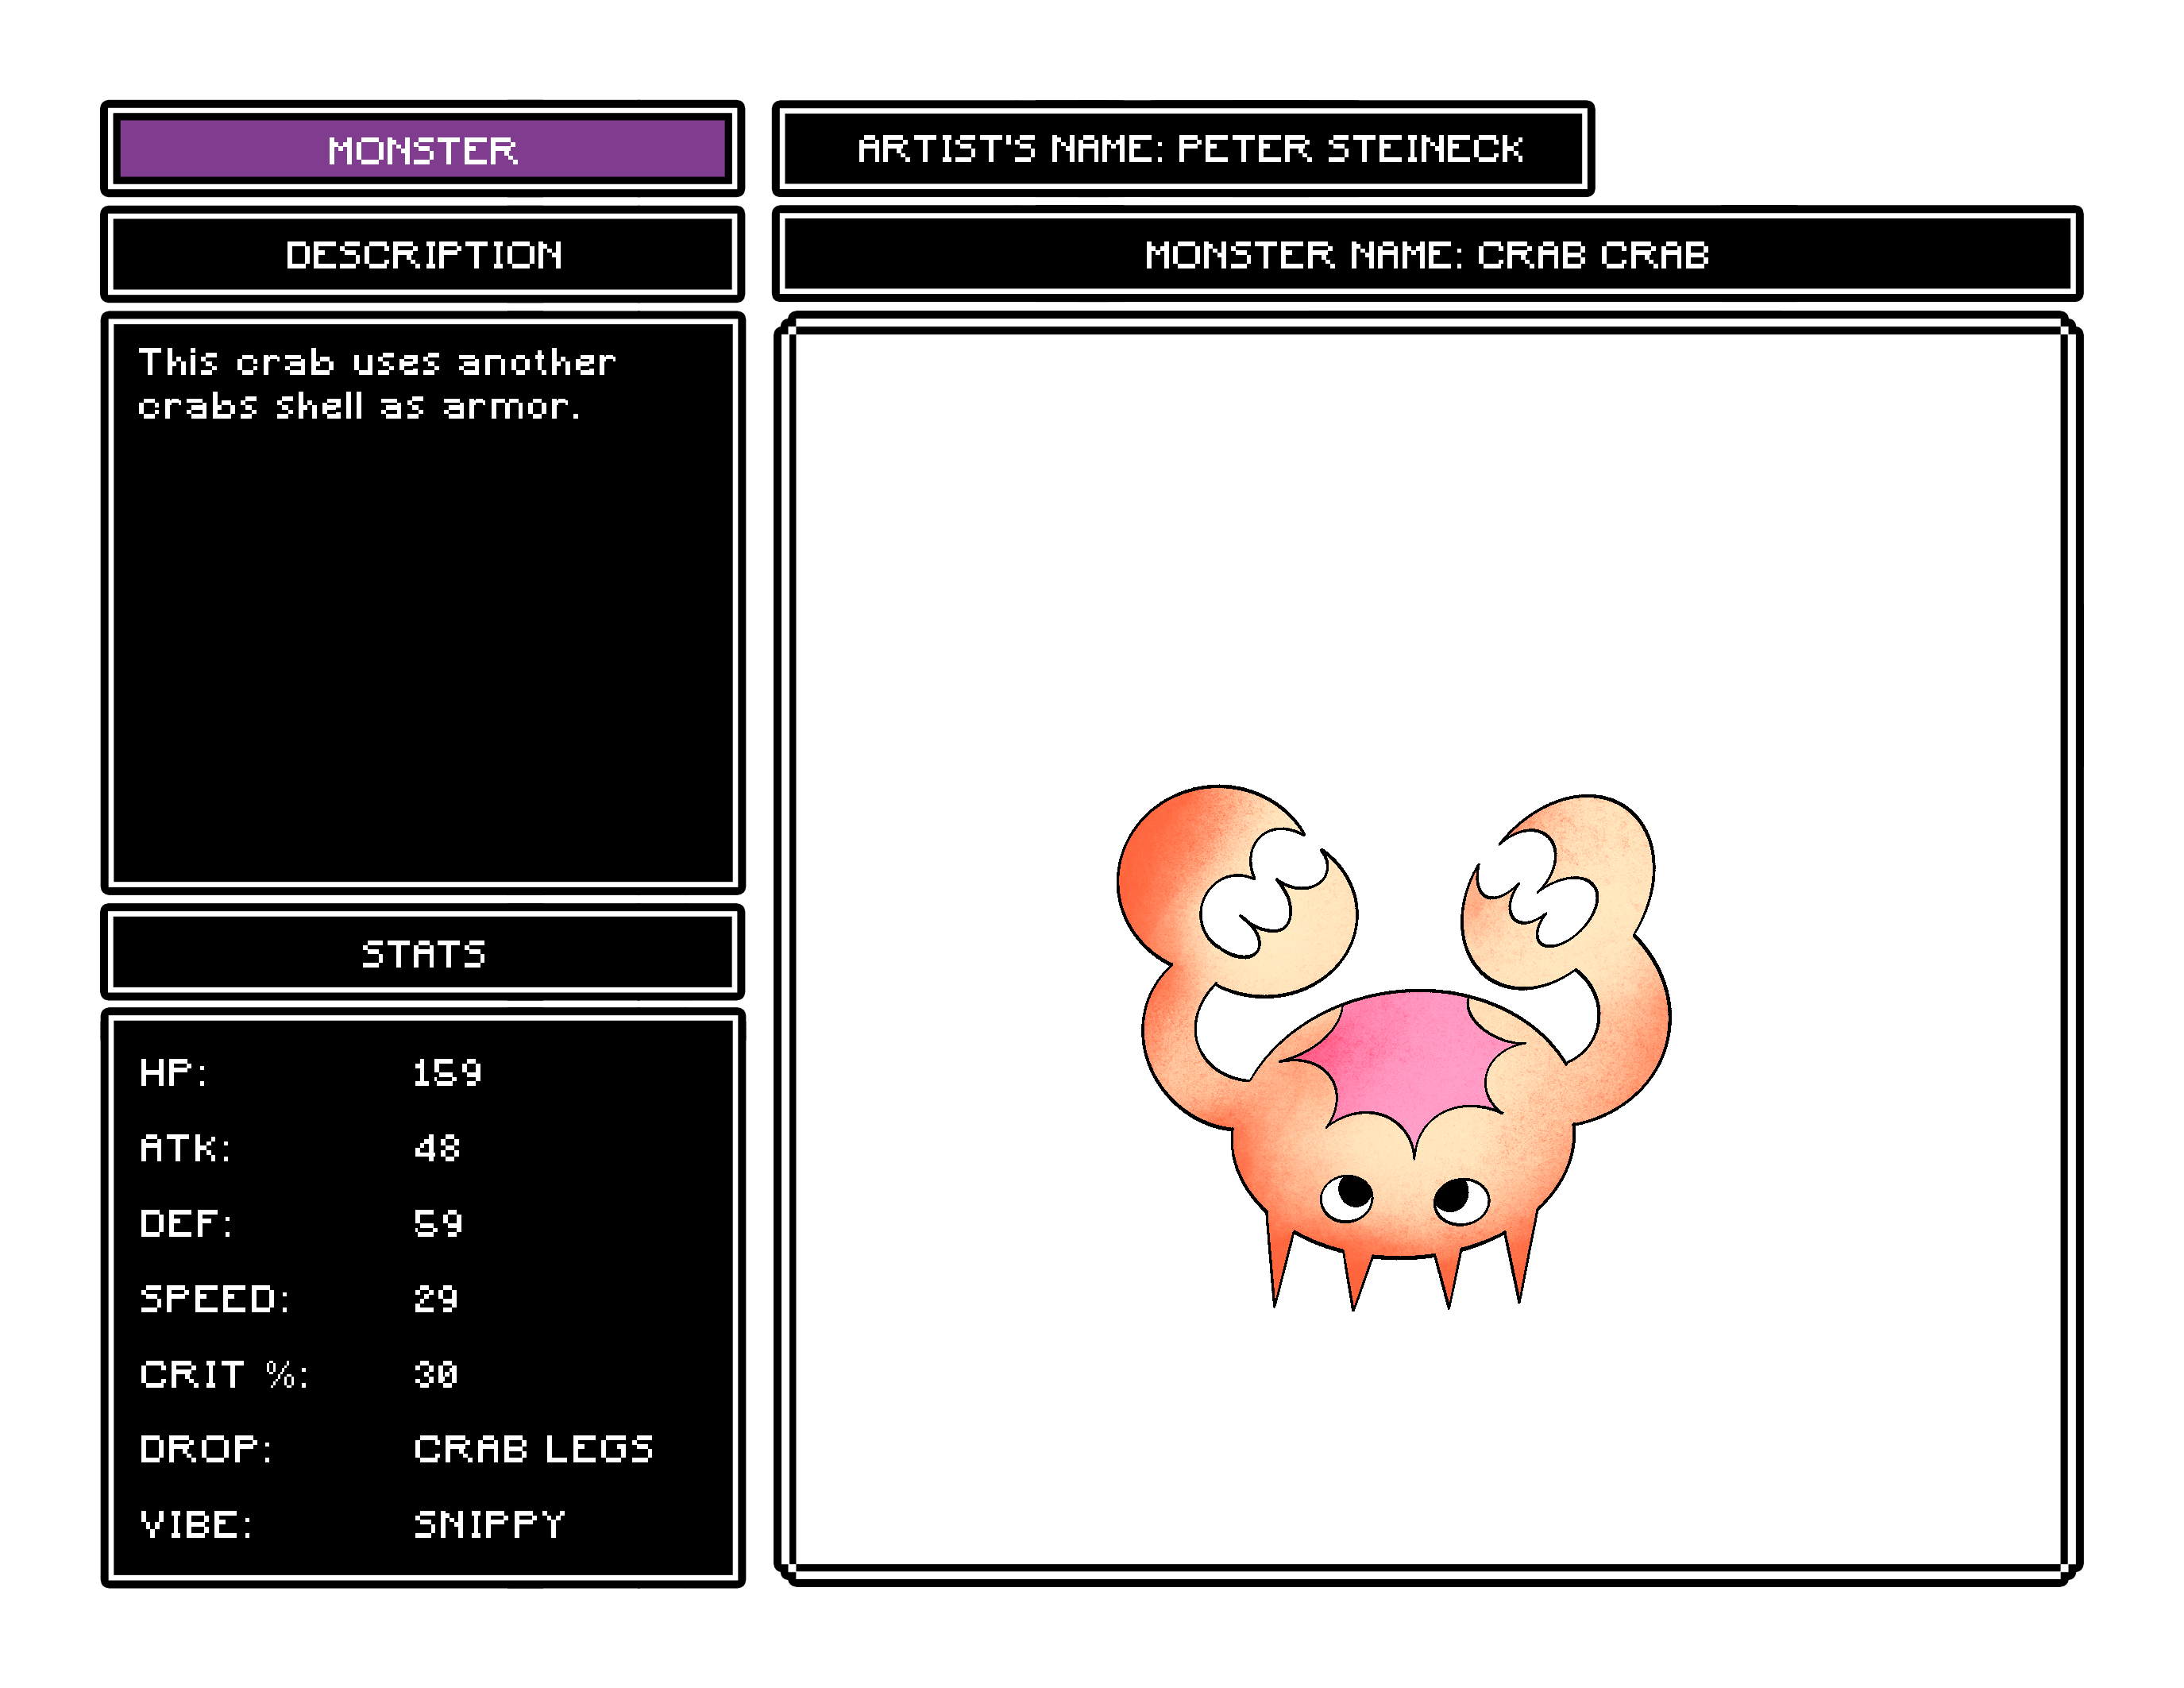 MONSTER
ARTIST'S NAME: PETER STEINECK
DESCRIPTION
MONSTER NAME: CRAB CRAB
This crab uses another
crabs shell as armor.
STATS
HP: 159
ATK: 48
DEF: 59
SPEED: 29
CRIT %: 30
DROP: CRAB LEGS
VIBE: SNIPPY